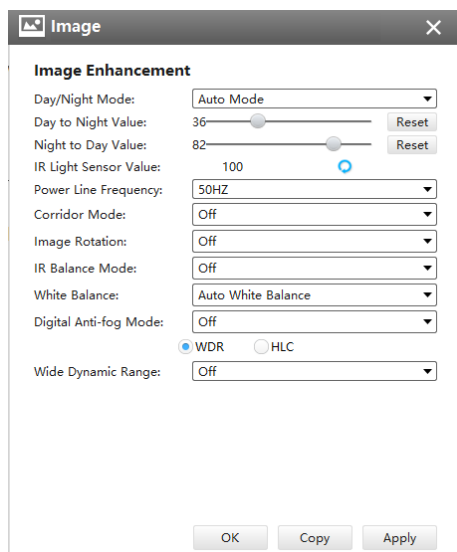 Image
Image Enhancement
Day/Night Mode: Auto Mode
Day to Night Value: 36 Reset
Night to Day Value: 82 Reset
IR Light Sensor Value: 100
Power Line Frequency: 50HZ
Corridor Mode: Off
Image Rotation: Off
IR Balance Mode: Off
White Balance: Auto White Balance
Digital Anti-fog Mode: Off
WDR HLC
Wide Dynamic Range: Off
OK Copy Apply